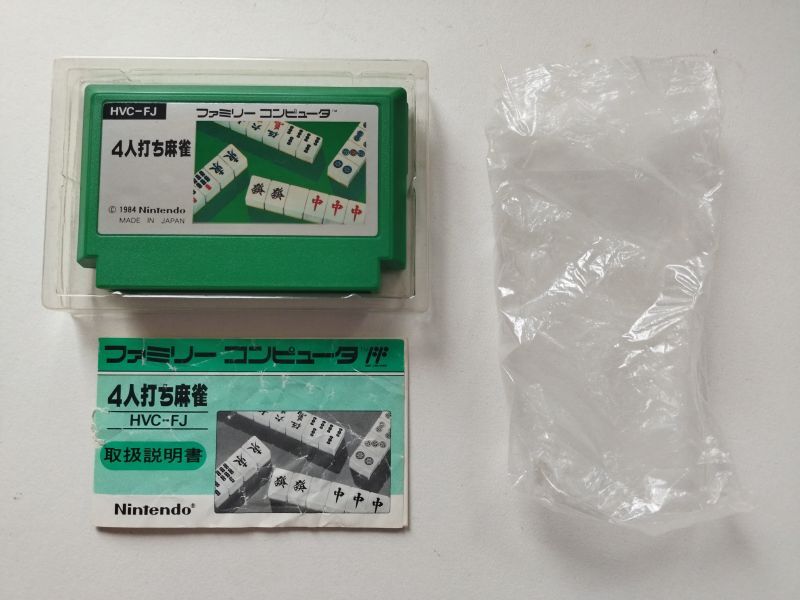 HVC-FJ
ファミリー コンピュータ™
4人打ち麻雀
© 1984 Nintendo
MADE IN JAPAN
ファミリー コンピュータ
4人打ち麻雀
HVC-FJ
取扱説明書
Nintendo®